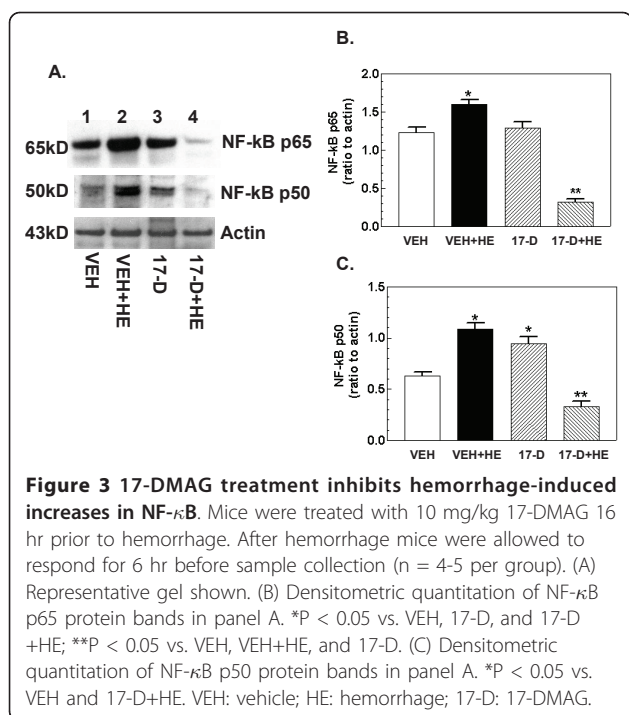 A.
1 2 3 4
65kD NF-kB p65
50kD NF-kB p50
43kD Actin
VEH
VEH+HE
17-D
17-D+HE
B.
NF-kB p65
(ratio to actin)
2.0
1.5
1.0
0.5
0.0
*
**
VEH VEH+HE 17-D 17-D+HE
C.
NF-kB p50
(ratio to actin)
1.5
1.0
0.5
0.0
*
*
**
VEH VEH+HE 17-D 17-D+HE
Figure 3 17-DMAG treatment inhibits hemorrhage-induced
increases in NF-κB. Mice were treated with 10 mg/kg 17-DMAG 16
hr prior to hemorrhage. After hemorrhage mice were allowed to
respond for 6 hr before sample collection (n = 4-5 per group). (A)
Representative gel shown. (B) Densitometric quantitation of NF-κB
p65 protein bands in panel A. *P < 0.05 vs. VEH, 17-D, and 17-D
+HE; **P < 0.05 vs. VEH, VEH+HE, and 17-D. (C) Densitometric
quantitation of NF-κB p50 protein bands in panel A. *P < 0.05 vs.
VEH and 17-D+HE. VEH: vehicle; HE: hemorrhage; 17-D: 17-DMAG.